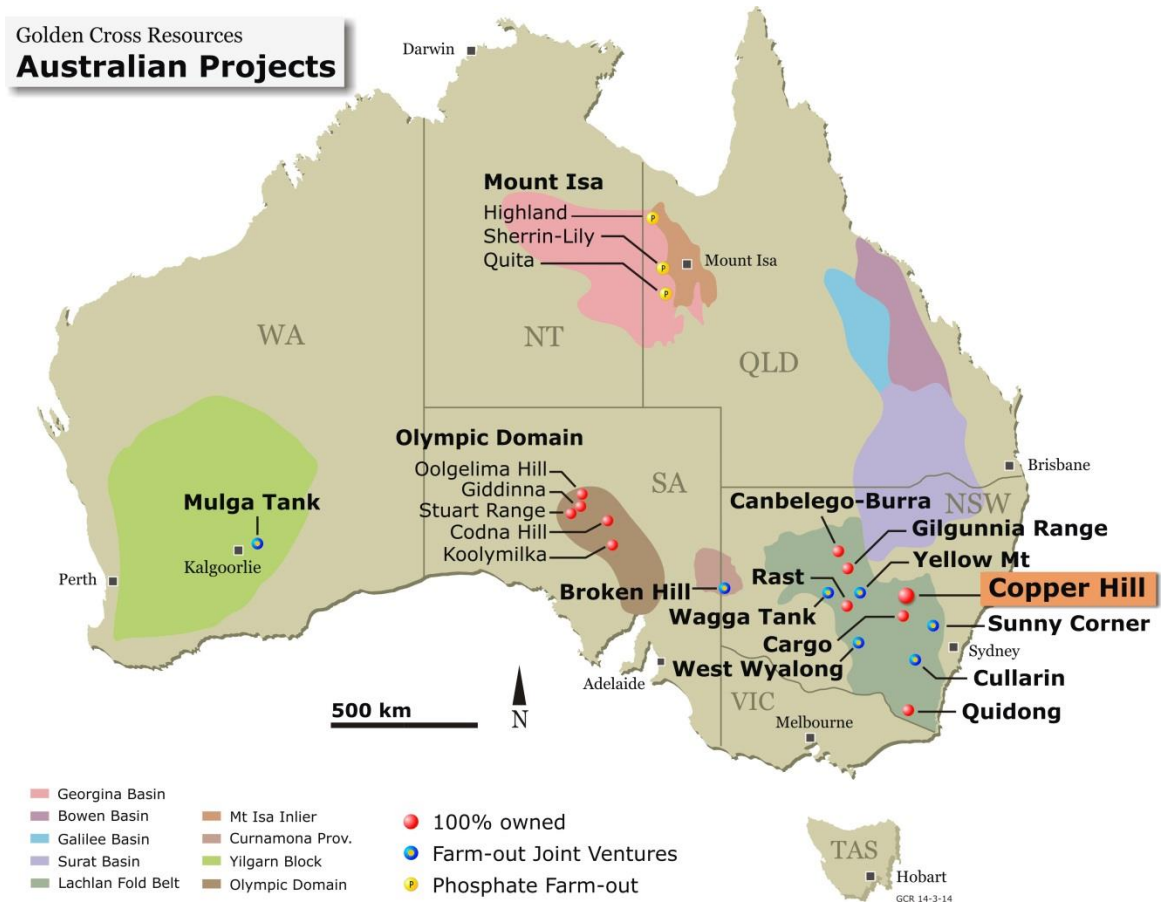 Golden Cross Resources
Australian Projects
Darwin
Mount Isa
Highland
Sherrin-Lily
Quita
Mount Isa
WA
NT
QLD
Olympic Domain
Oolgelima Hill
Giddinna
Stuart Range
Codna Hill
Koolymilka
SA
Brisbane
NSW
Mulga Tank
Kalgoorlie
Perth
Canbelego-Burra
Gilgunnia Range
Yellow Mt
Rast
Copper Hill
Broken Hill
Wagga Tank
Sunny Corner
Cargo
Sydney
West Wyalong
Cullarin
Adelaide
Quidong
VIC
Melbourne
500 km
N
Georgina Basin
Bowen Basin
Galilee Basin
Surat Basin
Lachlan Fold Belt
Mt Isa Inlier
Curnamona Prov.
Yilgarn Block
Olympic Domain
100% owned
Farm-out Joint Ventures
P Phosphate Farm-out
P
P
P
TAS
Hobart
GCR 14-3-14